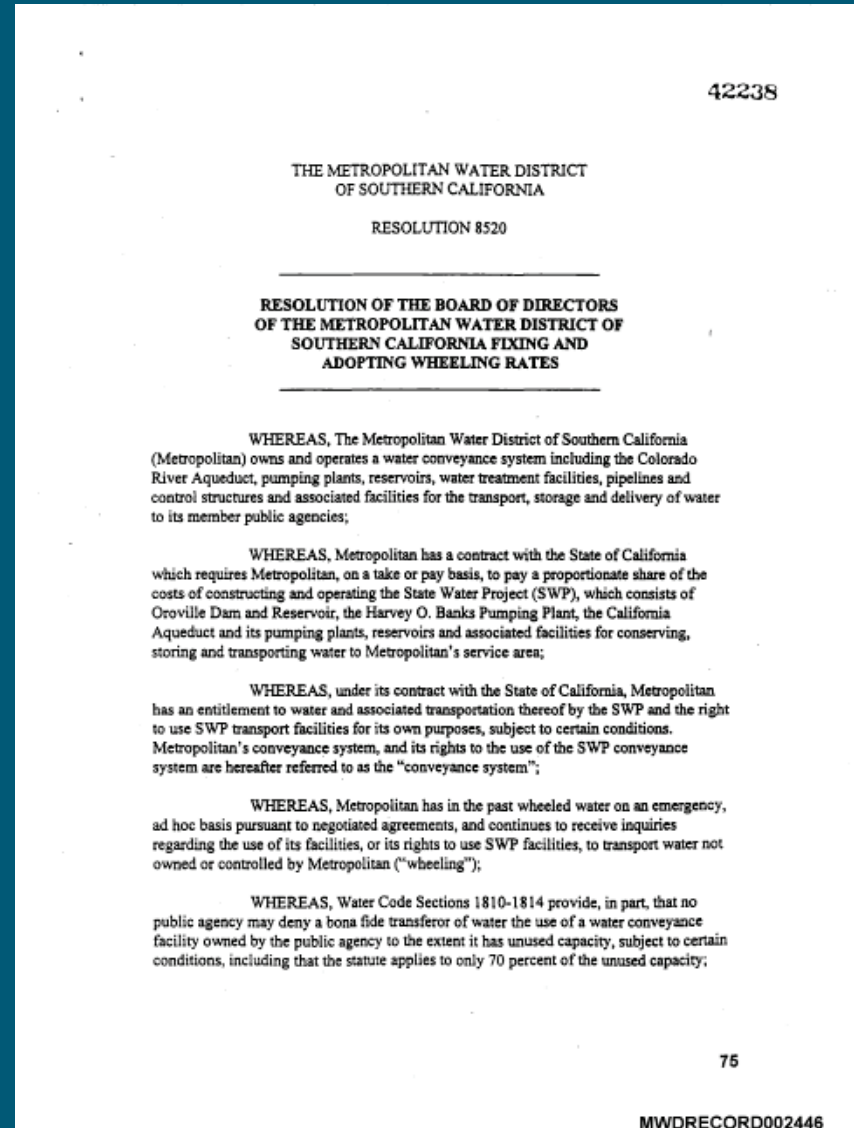 42238
THE METROPOLITAN WATER DISTRICT
OF SOUTHERN CALIFORNIA
RESOLUTION 8520
RESOLUTION OF THE BOARD OF DIRECTORS
OF THE METROPOLITAN WATER DISTRICT OF
SOUTHERN CALIFORNIA FIXING AND
ADOPTING WHEELING RATES
WHEREAS, The Metropolitan Water District of Southern California
(Metropolitan) owns and operates a water conveyance system including the Colorado
River Aqueduct, pumping plants, reservoirs, water treatment facilities, pipelines and
control structures and associated facilities for the transport, storage and delivery of water
to its member public agencies;
WHEREAS, Metropolitan has a contract with the State of California
which requires Metropolitan, on a take or pay basis, to pay a proportionate share of the
costs of constructing and operating the State Water Project (SWP), which consists of
Oroville Dam and Reservoir, the Harvey O. Banks Pumping Plant, the California
Aqueduct and its pumping plants, reservoirs and associated facilities for conserving,
storing and transporting water to Metropolitan's service area;
WHEREAS, under its contract with the State of California, Metropolitan
has an entitlement to water and associated transportation thereof by the SWP and the right
to use SWP transport facilities for its own purposes, subject to certain conditions.
Metropolitan's conveyance system, and its rights to the use of the SWP conveyance
system are hereafter referred to as the "conveyance system";
WHEREAS, Metropolitan has in the past wheeled water on an emergency,
ad hoc basis pursuant to negotiated agreements, and continues to receive inquiries
regarding the use of its facilities, or its rights to use SWP facilities, to transport water not
owned or controlled by Metropolitan ("wheeling");
WHEREAS, Water Code Sections 1810-1814 provide, in part, that no
public agency may deny a bona fide transferor of water the use of a water conveyance
facility owned by the public agency to the extent it has unused capacity, subject to certain
conditions, including that the statute applies to only 70 percent of the unused capacity;
75
MWDRECORD002446